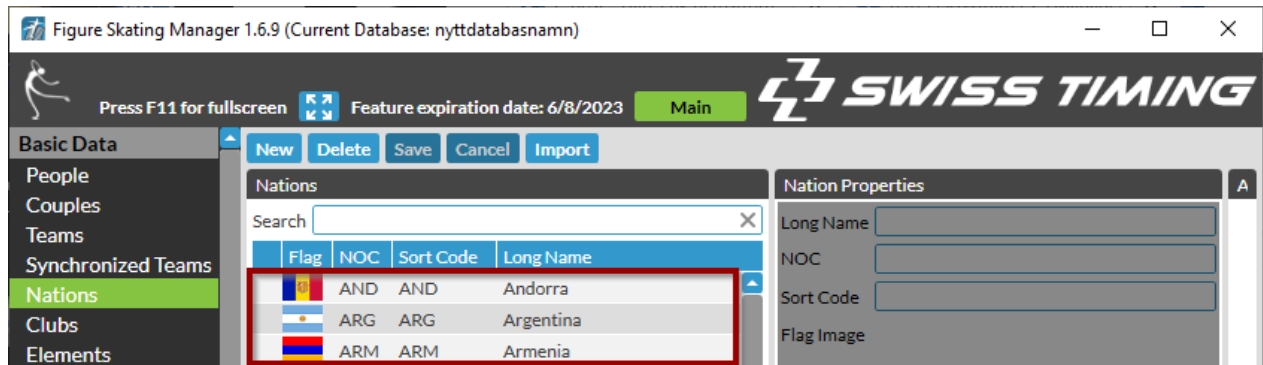 Figure Skating Manager 1.6.9 (Current Database: nyttdatabasnamn)
Press F11 for fullscreen Feature expiration date: 6/8/2023 Main SWISS TIMING
Basic Data
People
Couples
Teams
Synchronized Teams
Nations
Clubs
Elements
New Delete Save Cancel Import
Nations
Search
Flag NOC Sort Code Long Name
AND AND Andorra
ARG ARG Argentina
ARM ARM Armenia
Nation Properties
Long Name
NOC
Sort Code
Flag Image
A